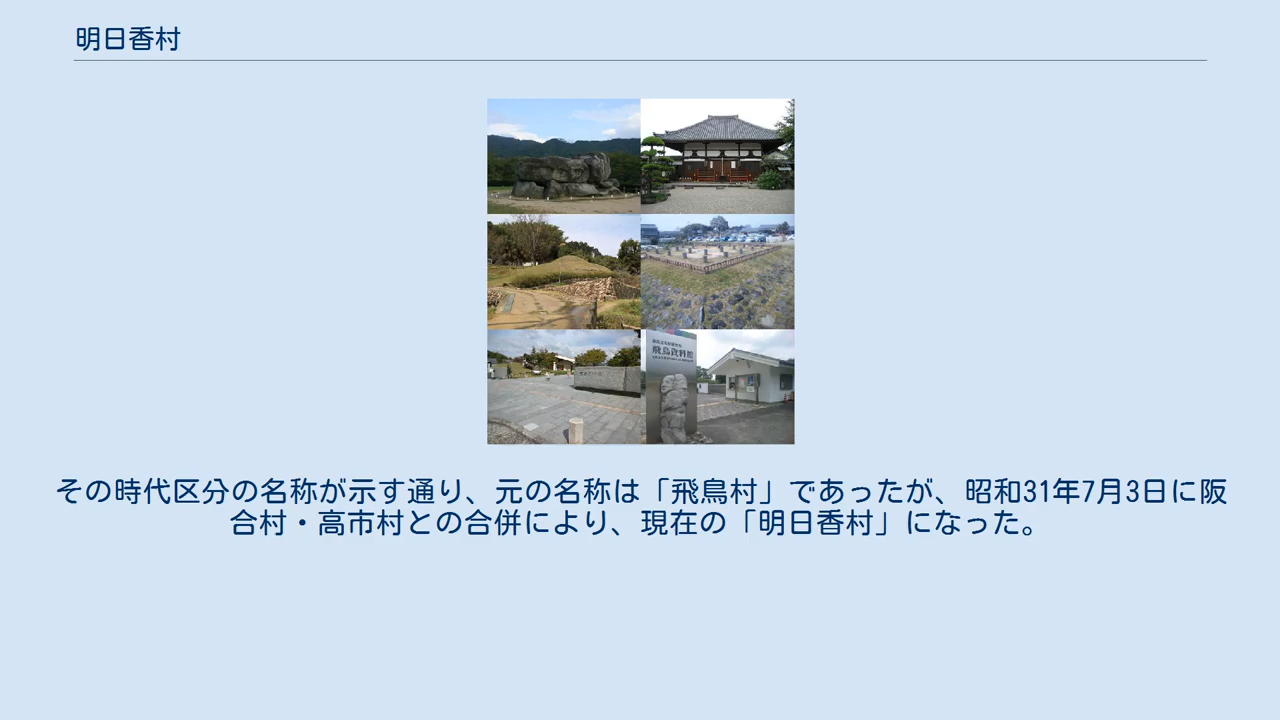 明日香村
飛鳥資料館
その時代区分の名称が示す通り、元の名称は「飛鳥村」であったが、昭和31年7月3日に阪
合村・高市村との合併により、現在の「明日香村」になった。